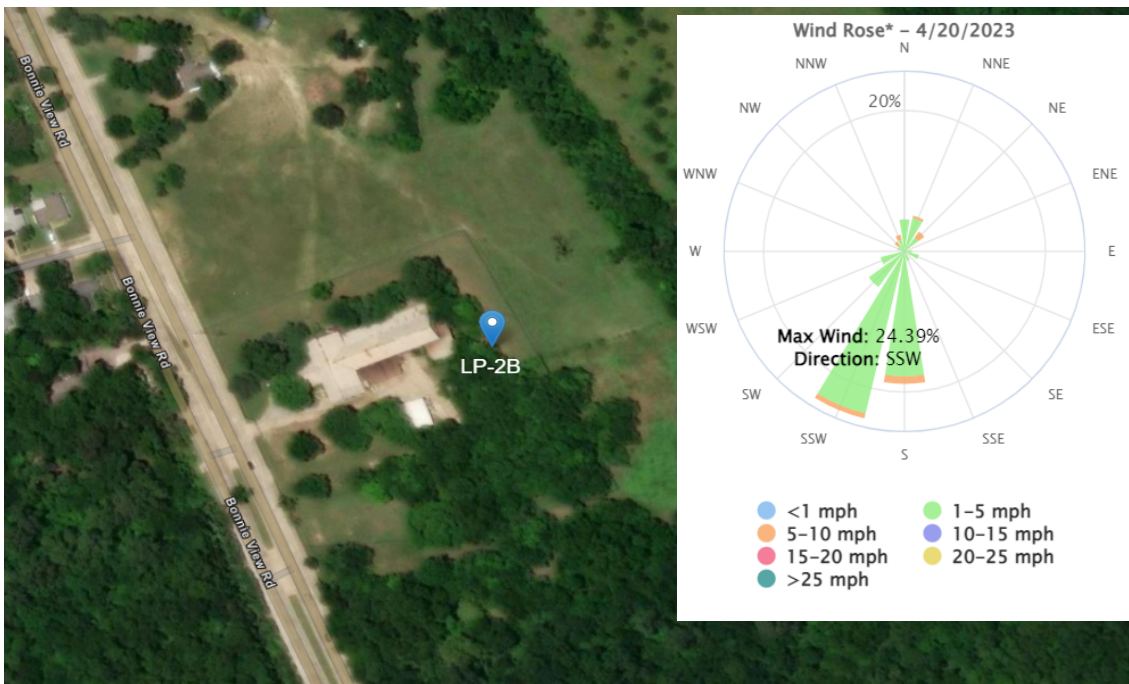 Bonnie View Rd
Bonnie View Rd
Bonnie View Rd
LP-2B
Wind Rose* – 4/20/2023
N
NNW
NNE
NW
20%
NE
WNW
ENE
W
E
WSW
ESE
Max Wind: 24.39%
Direction: SSW
SW
SE
SSW
SSE
S
<1 mph
1–5 mph
5–10 mph
10–15 mph
15–20 mph
20–25 mph
>25 mph